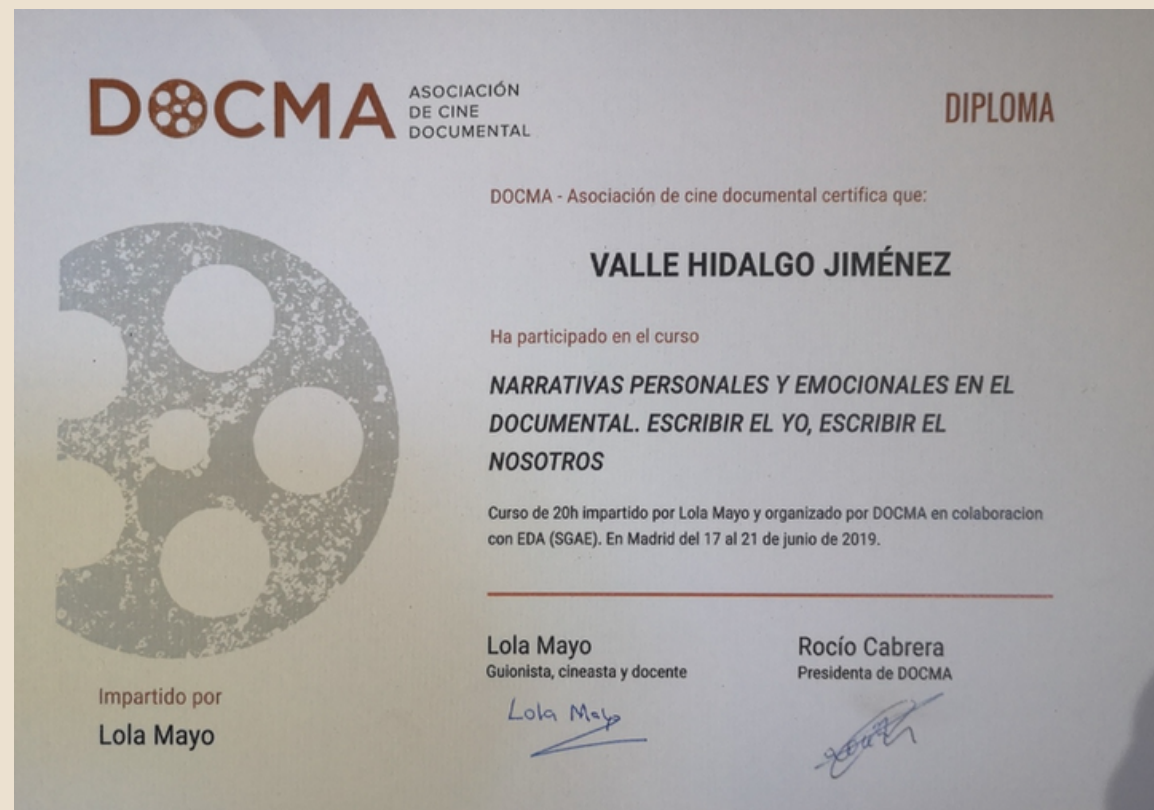 DOCMA
ASOCIACIÓN
DE CINE
DOCUMENTAL
DIPLOMA
DOCMA - Asociación de cine documental certifica que:
VALLE HIDALGO JIMÉNEZ
Ha participado en el curso
NARRATIVAS PERSONALES Y EMOCIONALES EN EL
DOCUMENTAL. ESCRIBIR EL YO, ESCRIBIR EL
NOSOTROS
Curso de 20h impartido por Lola Mayo y organizado por DOCMA en colaboracion
con EDA (SGAE). En Madrid del 17 al 21 de junio de 2019.
Lola Mayo
Guionista, cineasta y docente
Lola Mayo
Rocío Cabrera
Presidenta de DOCMA
Impartido por
Lola Mayo